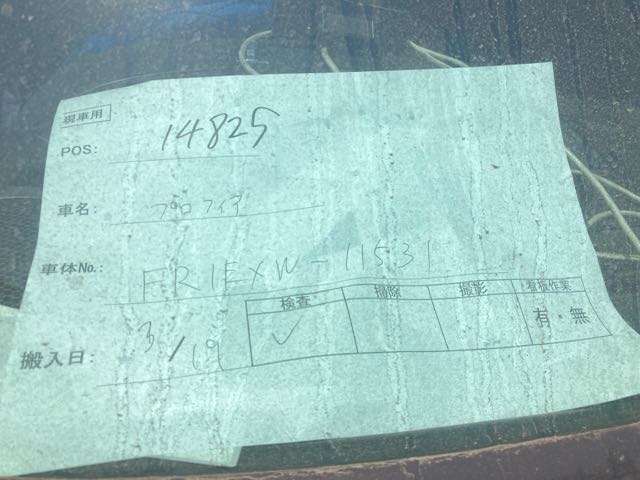 現車用
POS: 14825
車名: プロフィア
車体No.: FR1EXW-11531
検査 掃除 撮影 看板作業
✓ 有・無
搬入日: 3/19